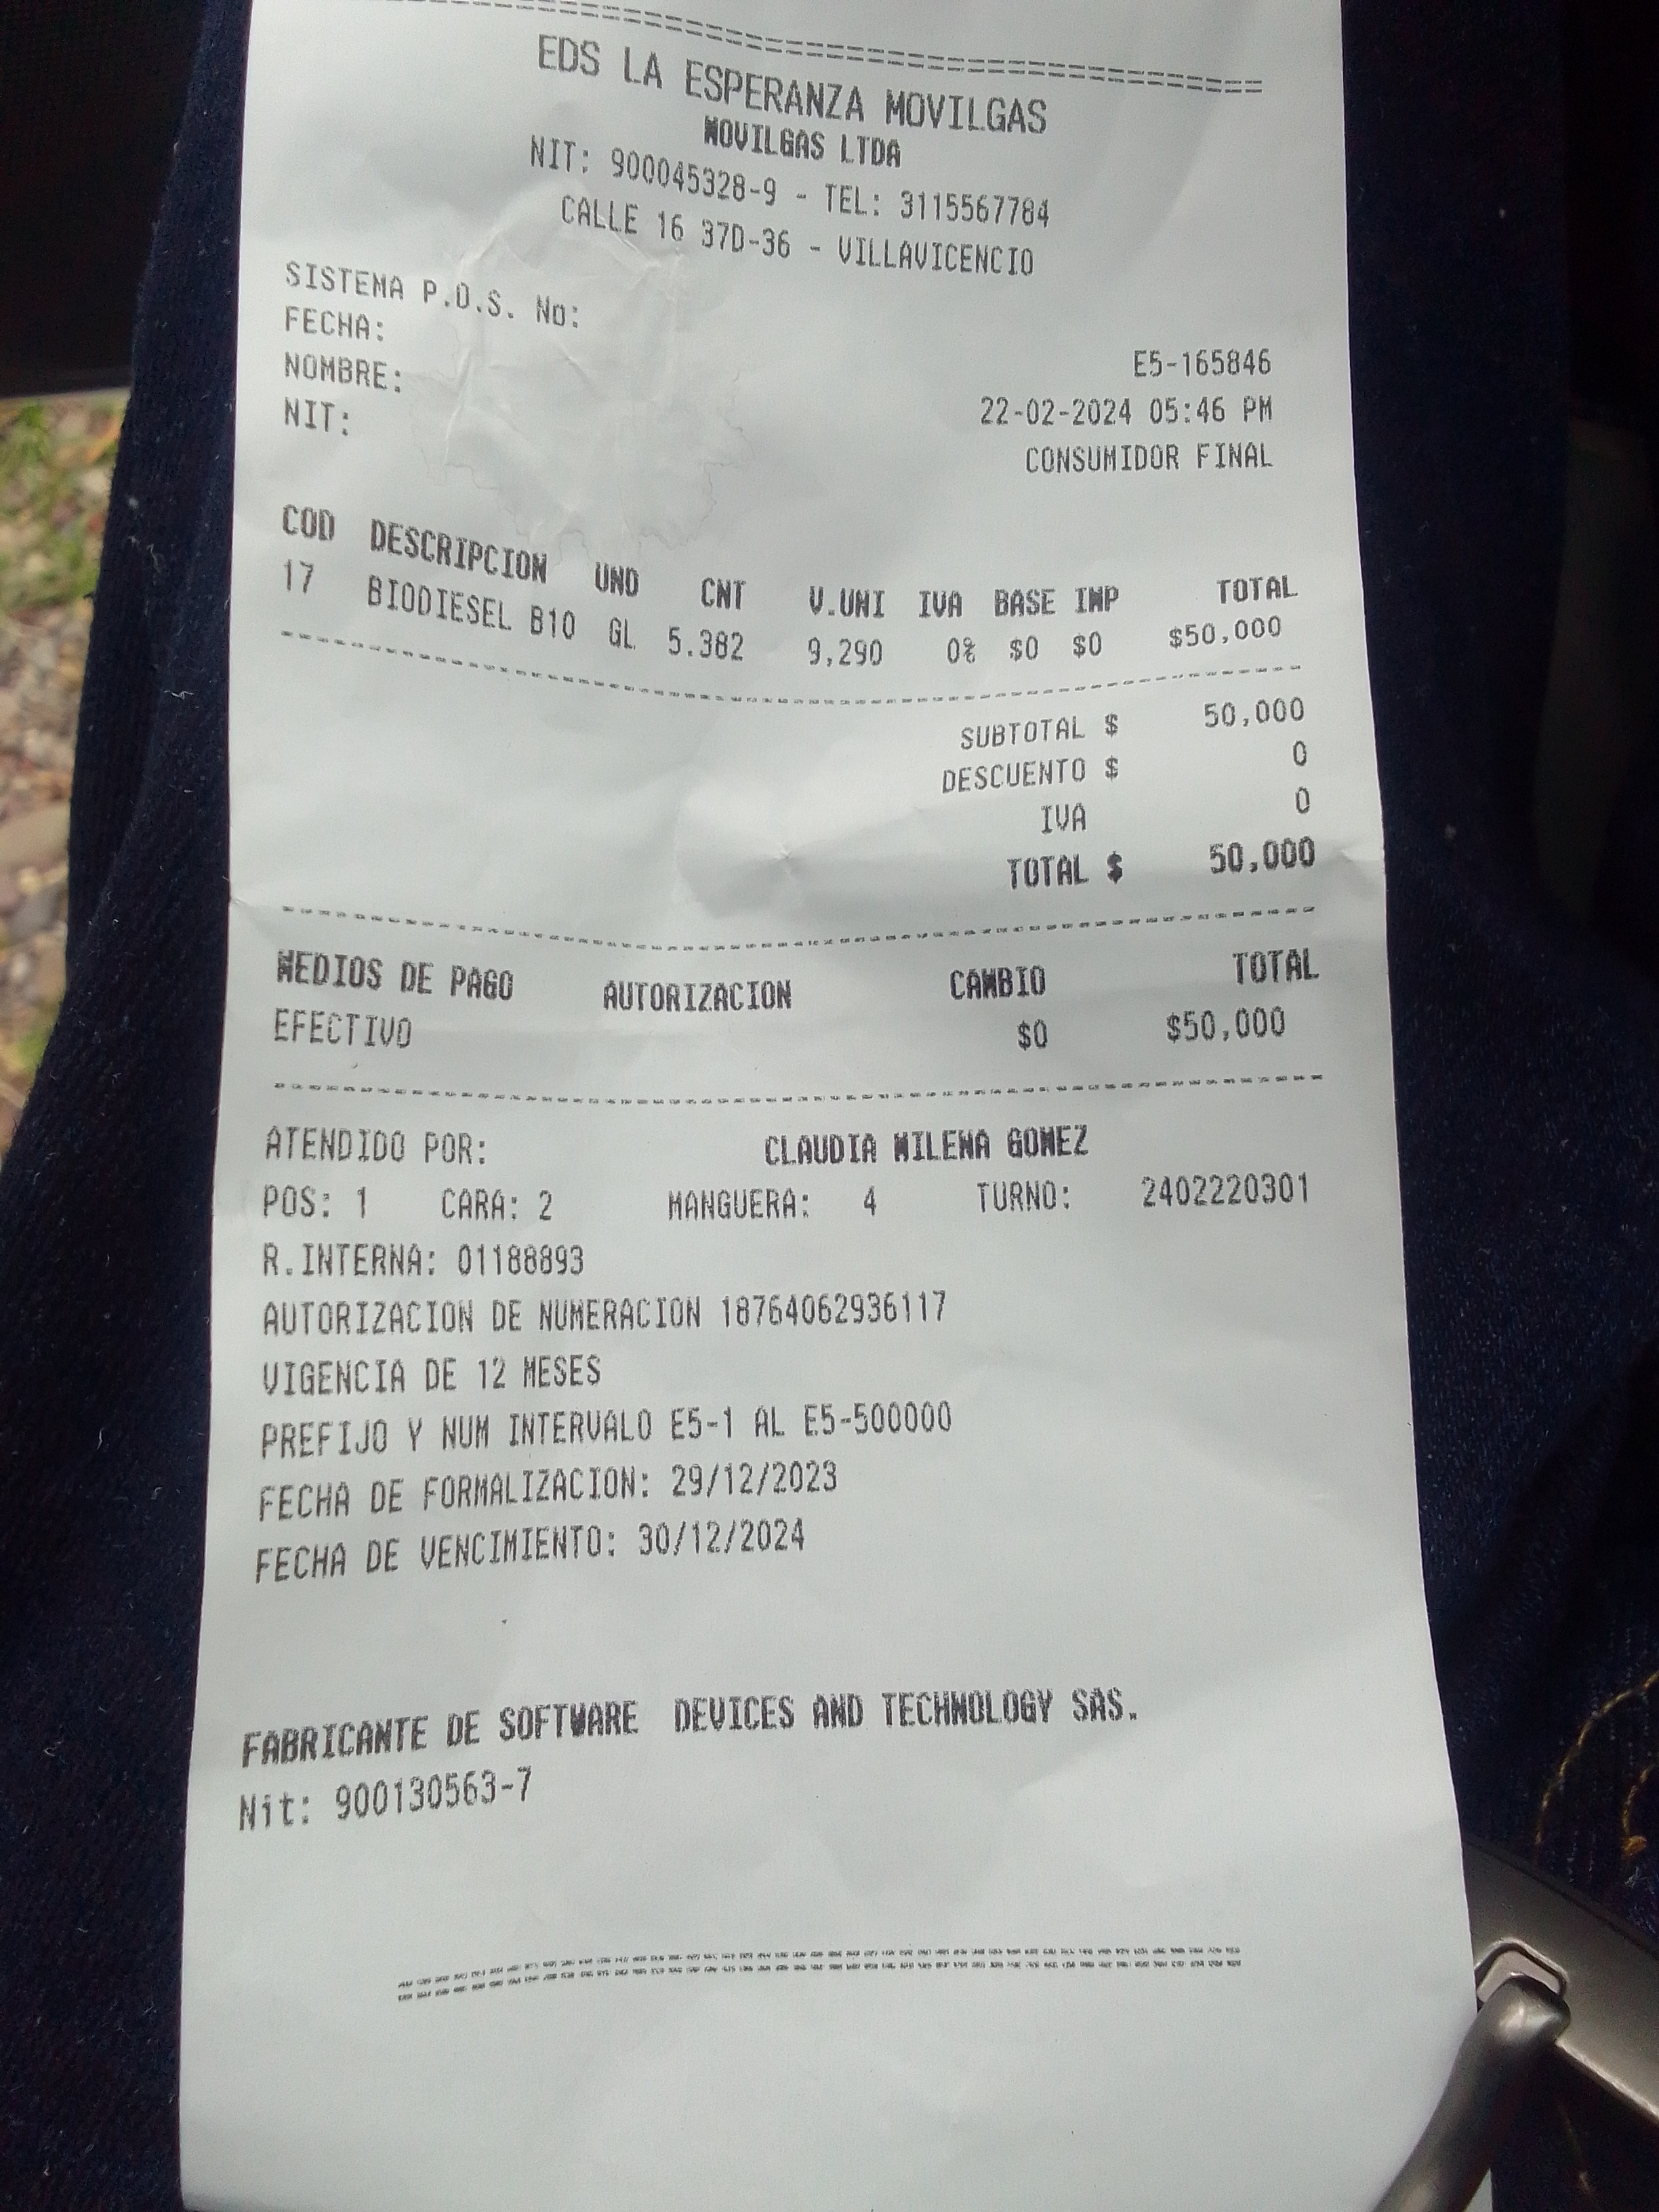 EDS LA ESPERANZA MOVILGAS
MOVILGAS LTDA
NIT: 900045328-9 - TEL: 3115567784
CALLE 16 37D-36 - VILLAVICENCIO
SISTEMA P.O.S. No: E5-165846
FECHA: 22-02-2024 05:46 PM
NOMBRE: CONSUMIDOR FINAL
NIT:
COD DESCRIPCION UND CNT V.UNI IVA BASE IMP TOTAL
17 BIODIESEL B10 GL 5.382 9,290 0% $0 $0 $50,000
SUBTOTAL $ 50,000
DESCUENTO $ 0
IVA 0
TOTAL $ 50,000
MEDIOS DE PAGO AUTORIZACION CAMBIO TOTAL
EFECTIVO $0 $50,000
ATENDIDO POR: CLAUDIA MILENA GOMEZ
POS: 1 CARA: 2 MANGUERA: 4 TURNO: 2402220301
R.INTERNA: 01188893
AUTORIZACION DE NUMERACION 18764062936117
VIGENCIA DE 12 MESES
PREFIJO Y NUM INTERVALO E5-1 AL E5-500000
FECHA DE FORMALIZACION: 29/12/2023
FECHA DE VENCIMIENTO: 30/12/2024
FABRICANTE DE SOFTWARE DEVICES AND TECHNOLOGY SAS.
Nit: 900130563-7